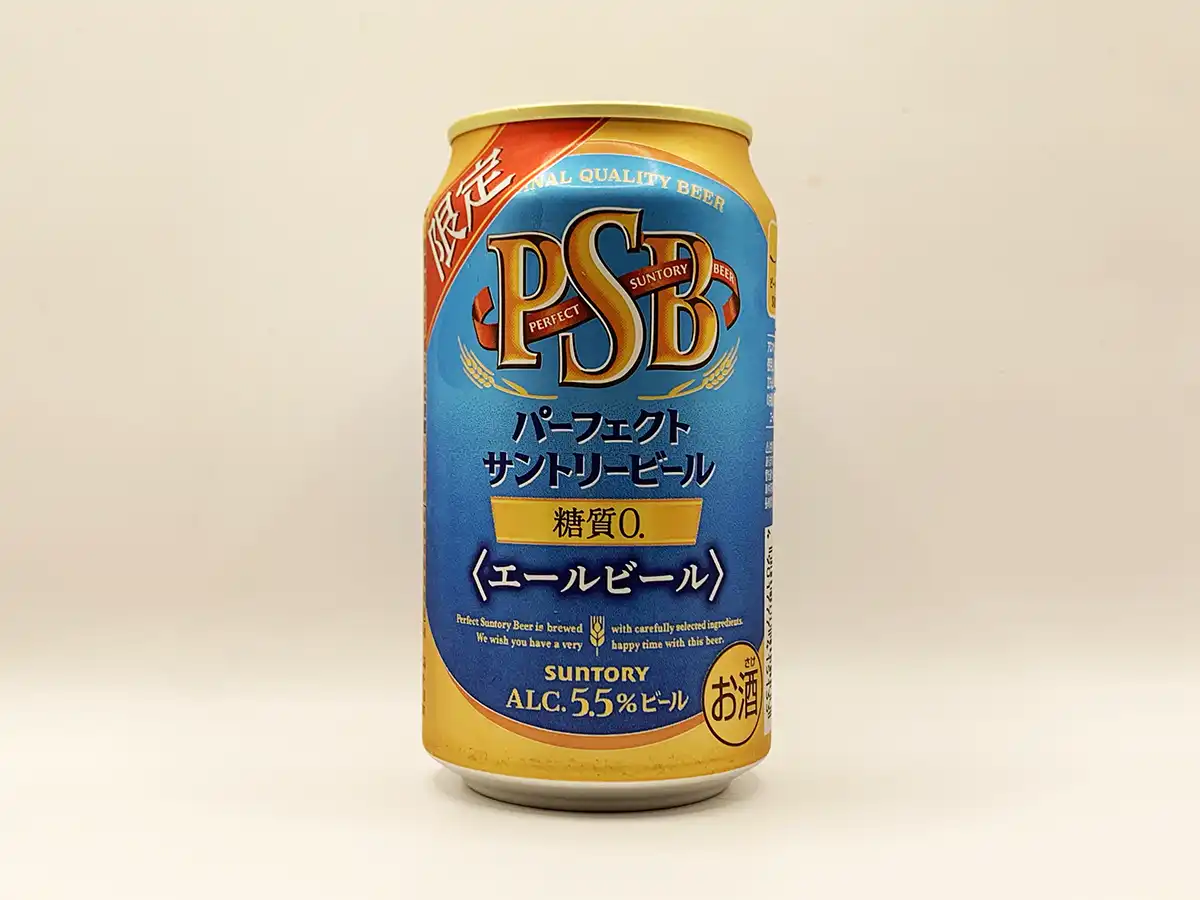 限定
NAL QUALITY BEER
PSB
PERFECT SUNTORY BEER
パーフェクト
サントリービール
糖質0.
〈エールビール〉
Perfect Suntory Beer is brewed with carefully selected ingredients.
We wish you have a very happy time with this beer.
SUNTORY
ALC.5.5%ビール
さけ
お酒